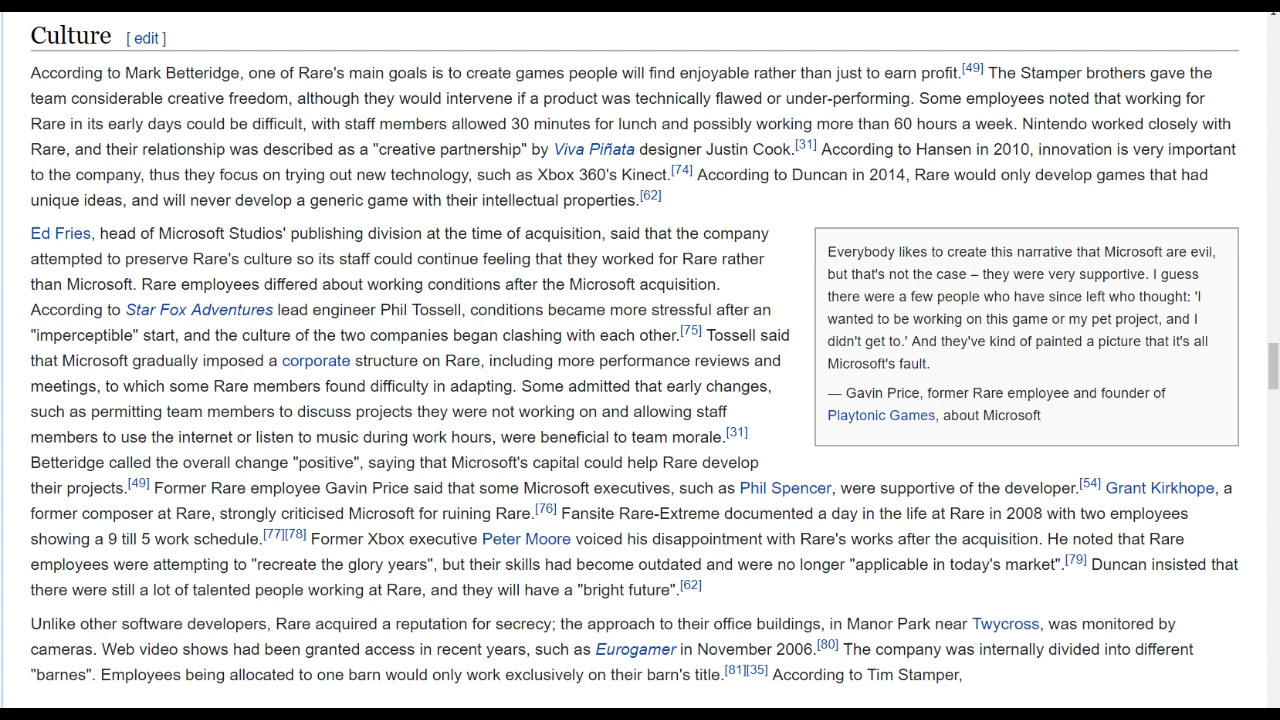 Culture [ edit ]
According to Mark Betteridge, one of Rare's main goals is to create games people will find enjoyable rather than just to earn profit.[49] The Stamper brothers gave the
team considerable creative freedom, although they would intervene if a product was technically flawed or under-performing. Some employees noted that working for
Rare in its early days could be difficult, with staff members allowed 30 minutes for lunch and possibly working more than 60 hours a week. Nintendo worked closely with
Rare, and their relationship was described as a "creative partnership" by Viva Piñata designer Justin Cook.[31] According to Hansen in 2010, innovation is very important
to the company, thus they focus on trying out new technology, such as Xbox 360's Kinect.[74] According to Duncan in 2014, Rare would only develop games that had
unique ideas, and will never develop a generic game with their intellectual properties.[62]
Ed Fries, head of Microsoft Studios' publishing division at the time of acquisition, said that the company
attempted to preserve Rare's culture so its staff could continue feeling that they worked for Rare rather
than Microsoft. Rare employees differed about working conditions after the Microsoft acquisition.
According to Star Fox Adventures lead engineer Phil Tossell, conditions became more stressful after an
"imperceptible" start, and the culture of the two companies began clashing with each other.[75] Tossell said
that Microsoft gradually imposed a corporate structure on Rare, including more performance reviews and
meetings, to which some Rare members found difficulty in adapting. Some admitted that early changes,
such as permitting team members to discuss projects they were not working on and allowing staff
members to use the internet or listen to music during work hours, were beneficial to team morale.[31]
Betteridge called the overall change "positive", saying that Microsoft's capital could help Rare develop
their projects.[49] Former Rare employee Gavin Price said that some Microsoft executives, such as Phil Spencer, were supportive of the developer.[54] Grant Kirkhope, a
former composer at Rare, strongly criticised Microsoft for ruining Rare.[76] Fansite Rare-Extreme documented a day in the life at Rare in 2008 with two employees
showing a 9 till 5 work schedule.[77][78] Former Xbox executive Peter Moore voiced his disappointment with Rare's works after the acquisition. He noted that Rare
employees were attempting to "recreate the glory years", but their skills had become outdated and were no longer "applicable in today's market".[79] Duncan insisted that
there were still a lot of talented people working at Rare, and they will have a "bright future".[62]
Everybody likes to create this narrative that Microsoft are evil,
but that's not the case – they were very supportive. I guess
there were a few people who have since left who thought: 'I
wanted to be working on this game or my pet project, and I
didn't get to.' And they've kind of painted a picture that it's all
Microsoft's fault.
— Gavin Price, former Rare employee and founder of
Playtonic Games, about Microsoft
Unlike other software developers, Rare acquired a reputation for secrecy; the approach to their office buildings, in Manor Park near Twycross, was monitored by
cameras. Web video shows had been granted access in recent years, such as Eurogamer in November 2006.[80] The company was internally divided into different
"barnes". Employees being allocated to one barn would only work exclusively on their barn's title.[81][35] According to Tim Stamper,